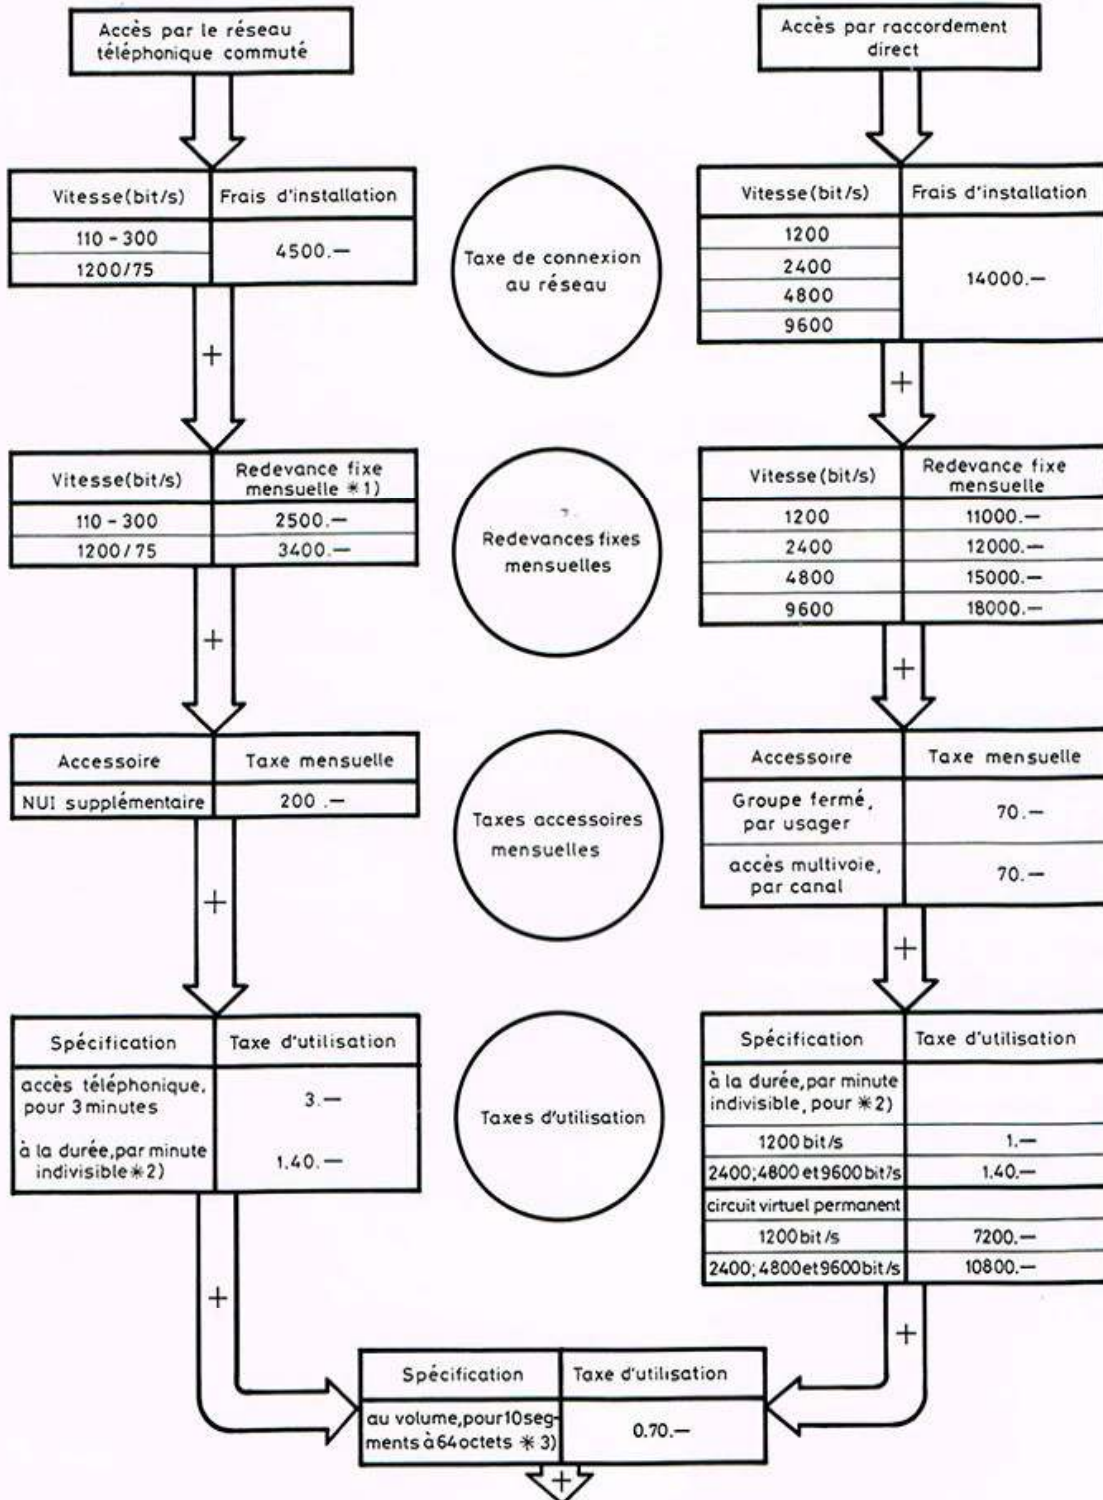 Accès par le réseau
téléphonique commuté
Accès par raccordement
direct
Vitesse(bit/s) Frais d'installation
110 - 300
4500.—
1200/75
Taxe de connexion
au réseau
Vitesse(bit/s) Frais d'installation
1200
2400
14000.—
4800
9600
+
+
Vitesse(bit/s) Redevance fixe
mensuelle *1)
110 - 300 2500.—
1200/75 3400.—
Redevances fixes
mensuelles
Vitesse(bit/s) Redevance fixe
mensuelle
1200 11000.—
2400 12000.—
4800 15000.—
9600 18000.—
+
+
Accessoire Taxe mensuelle
NUI supplémentaire 200.—
Taxes accessoires
mensuelles
Accessoire Taxe mensuelle
Groupe fermé,
par usager 70.—
accès multivoie,
par canal 70.—
+
+
Spécification Taxe d'utilisation
accès téléphonique,
pour 3 minutes 3.—
à la durée, par minute
indivisible *2) 1.40.—
Taxes d'utilisation
Spécification Taxe d'utilisation
à la durée, par minute
indivisible, pour *2)
1200 bit/s 1.—
2400; 4800 et 9600 bit/s 1.40.—
circuit virtuel permanent
1200 bit/s 7200.—
2400; 4800 et 9600 bit/s 10800.—
+
+
Spécification Taxe d'utilisation
au volume, pour 10 seg-
ments à 64 octets *3) 0.70.—
+